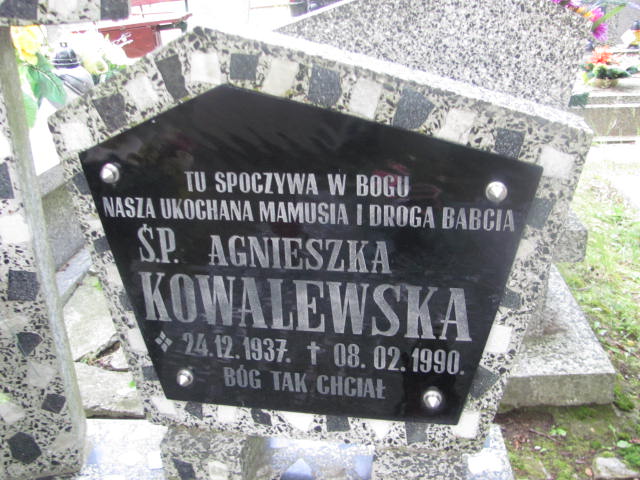 TU SPOCZYWA W BOGU
NASZA UKOCHANA MAMUSIA I DROGA BABCIA
Ś.P. AGNIESZKA
KOWALEWSKA
24.12.1937. † 08.02.1990.
BÓG TAK CHCIAŁ